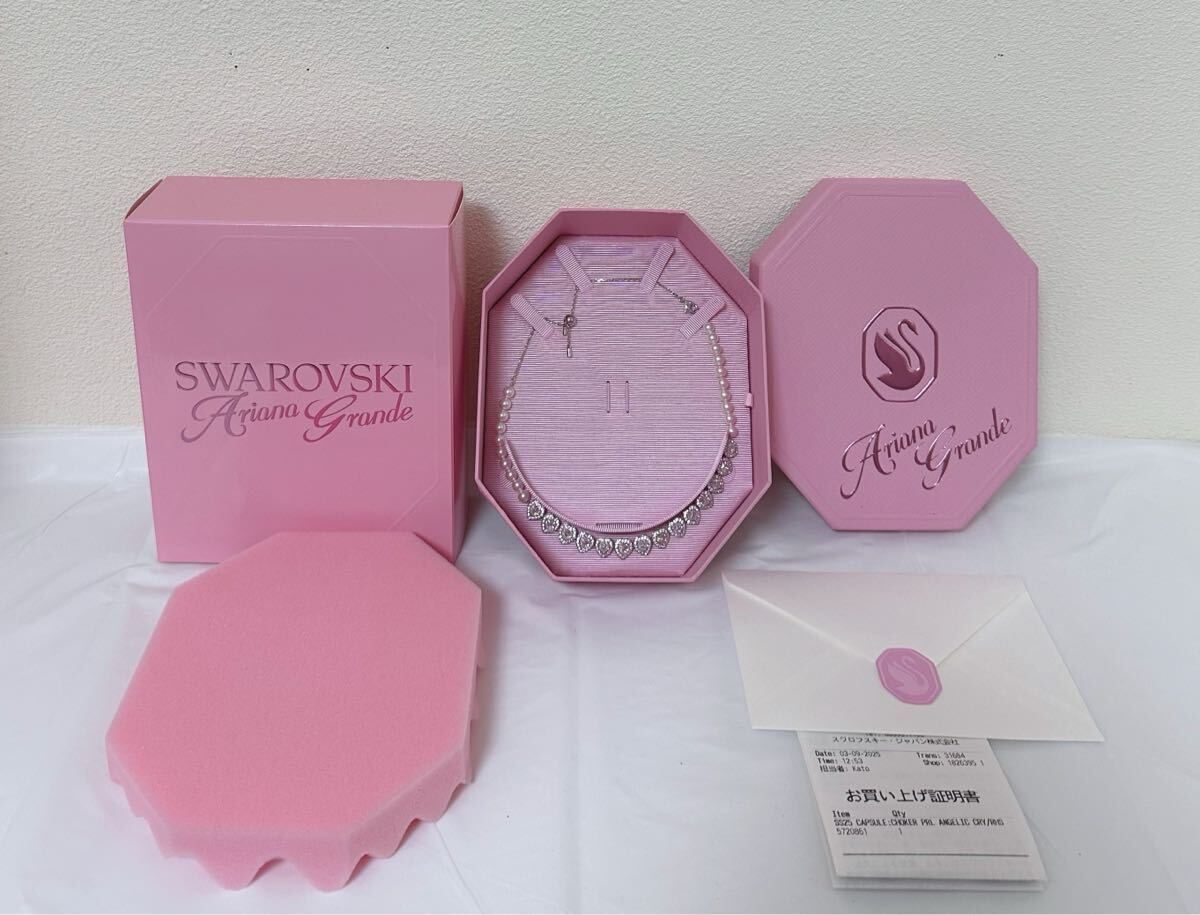 SWAROVSKI
Ariana Grande
Ariana
Grande
スワロフスキー・ジャパン株式会社
Date: 03-09-2025 Trans: 31684
Time: 12:53 Shop: 1826395 1
担当者: Kato
お買い上げ証明書
Item Qty
SS25 CAPSULE:CHOKER PRL ANGELIC CRY/RHS
5720861 1